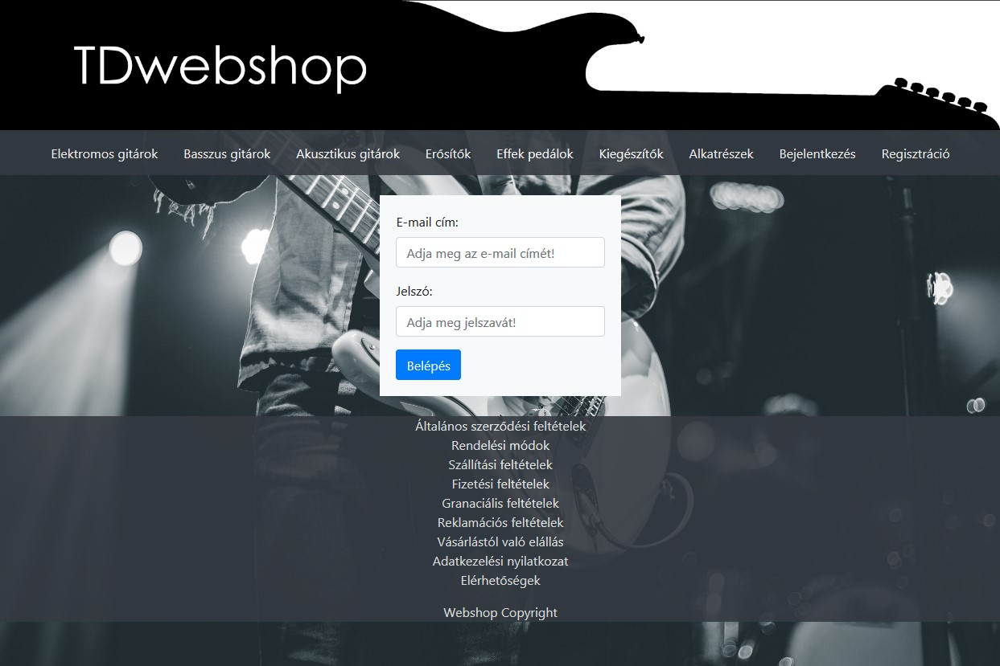 TDwebshop
Elektromos gitárok Basszus gitárok Akusztikus gitárok Erősítők Effek pedálok Kiegészítők Alkatrészek Bejelentkezés Regisztráció
E-mail cím:
Adja meg az e-mail címét!
Jelszó:
Adja meg jelszavát!
Belépés
Általános szerződési feltételek
Rendelési módok
Szállítási feltételek
Fizetési feltételek
Granaciális feltételek
Reklamációs feltételek
Vásárlástól való elállás
Adatkezelési nyilatkozat
Elérhetőségek
Webshop Copyright